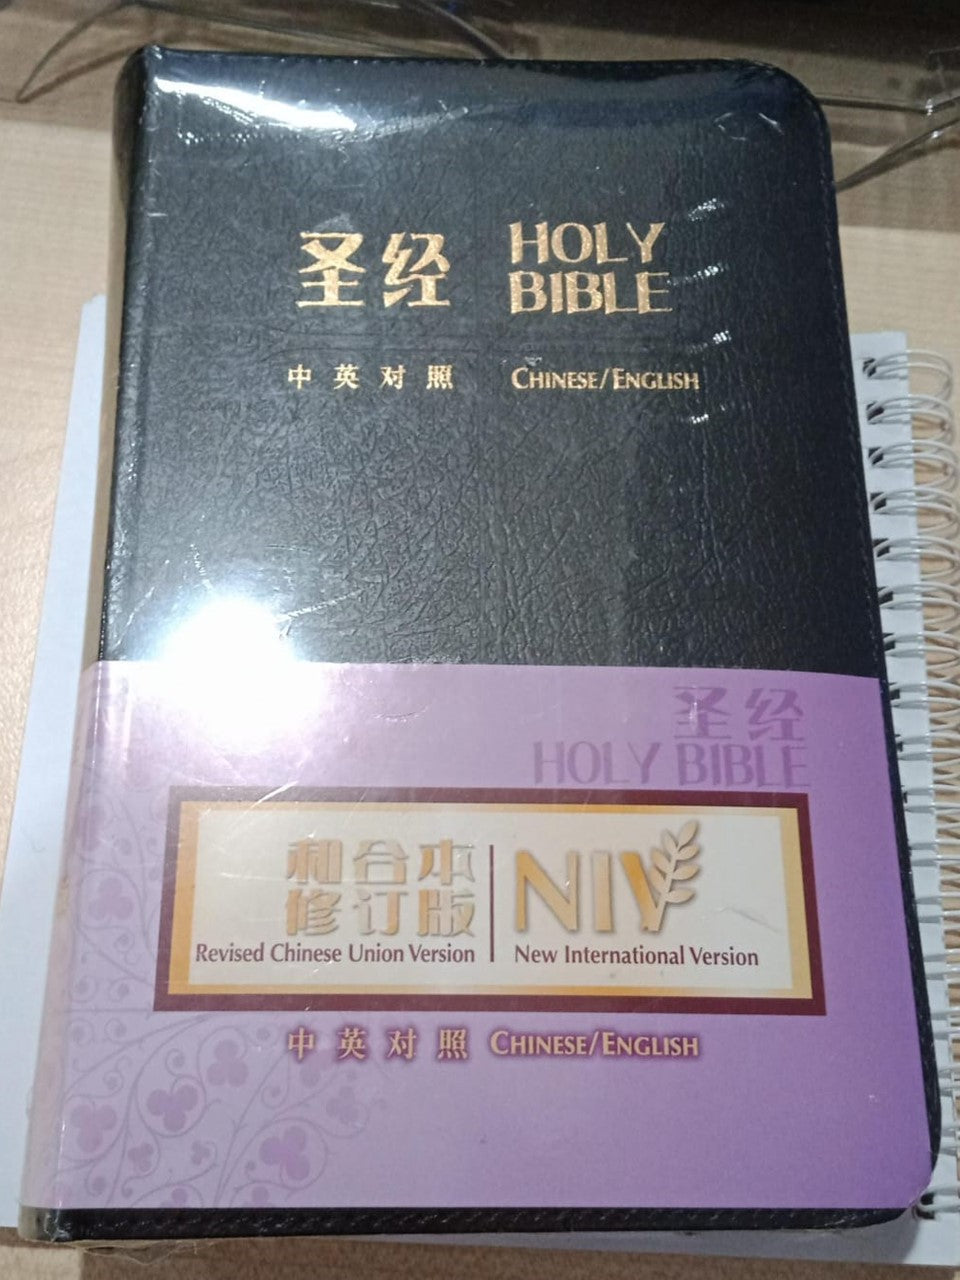 圣经 HOLY
BIBLE
中英对照 CHINESE/ENGLISH
圣经
HOLY BIBLE
和合本
修订版
Revised Chinese Union Version
NIV
New International Version
中英对照 CHINESE/ENGLISH